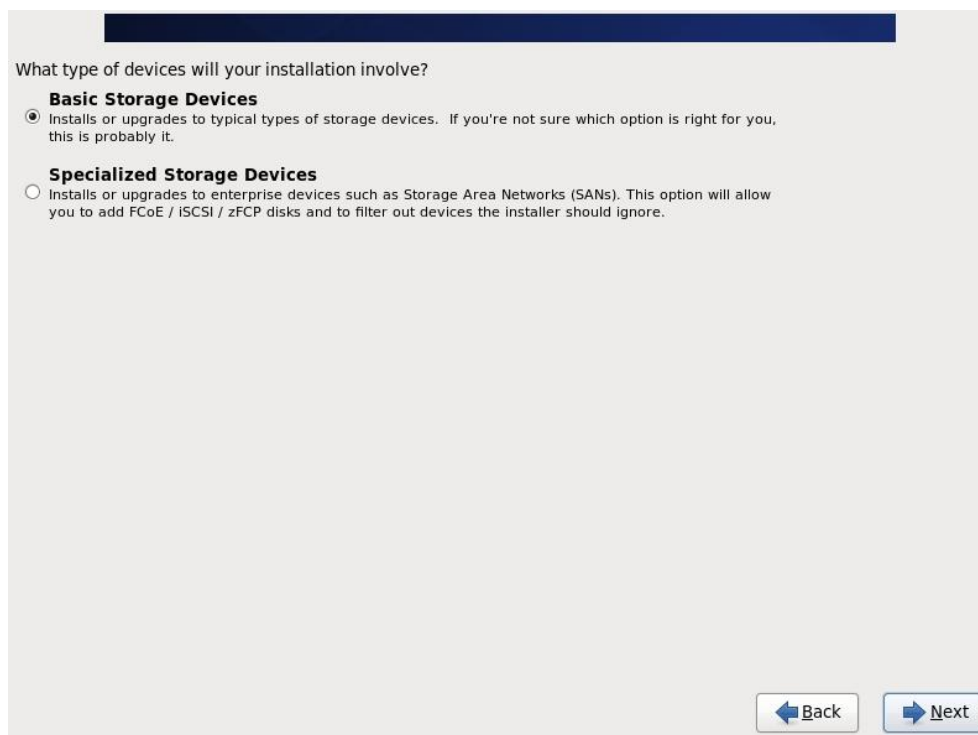 What type of devices will your installation involve?
Basic Storage Devices
Installs or upgrades to typical types of storage devices.  If you're not sure which option is right for you,
this is probably it.
Specialized Storage Devices
Installs or upgrades to enterprise devices such as Storage Area Networks (SANs). This option will allow
you to add FCoE / iSCSI / zFCP disks and to filter out devices the installer should ignore.
Back
Next